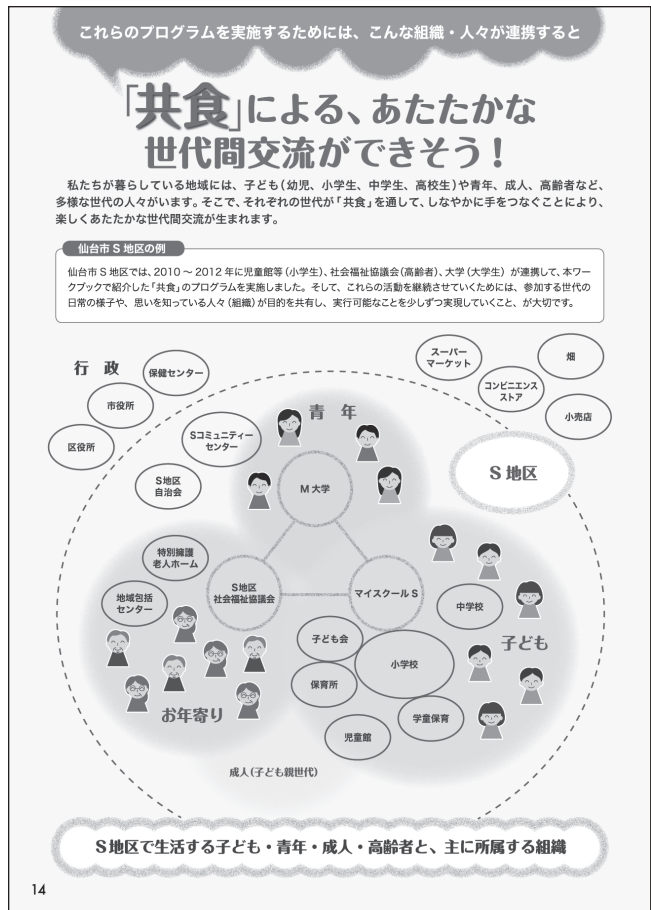 これらのプログラムを実施するためには、こんな組織・人々が連携すると
「共食」による、あたたかな
世代間交流ができそう！
私たちが暮らしている地域には、子ども（幼児、小学生、中学生、高校生）や青年、成人、高齢者など、
多様な世代の人々がいます。そこで、それぞれの世代が「共食」を通して、しなやかに手をつなぐことにより、
楽しくあたたかな世代間交流が生まれます。
仙台市 S 地区の例
仙台市 S 地区では、2010 ～ 2012 年に児童館等（小学生）、社会福祉協議会（高齢者）、大学（大学生）が連携して、本ワー
クブックで紹介した「共食」のプログラムを実施しました。そして、これらの活動を継続させていくためには、参加する世代の
日常の様子や、思いを知っている人々（組織）が目的を共有し、実行可能なことを少しずつ実現していくこと、が大切です。
行 政
保健センター
市役所
区役所
Sコミュニティー
センター
S地区
自治会
スーパー
マーケット
畑
コンビニエンス
ストア
小売店
S 地区
青 年
M 大学
特別擁護
老人ホーム
地域包括
センター
S地区
社会福祉協議会
マイスクール S
中学校
子ども
子ども会
小学校
保育所
学童保育
児童館
お年寄り
成人（子ども親世代）
S地区で生活する子ども・青年・成人・高齢者と、主に所属する組織
14